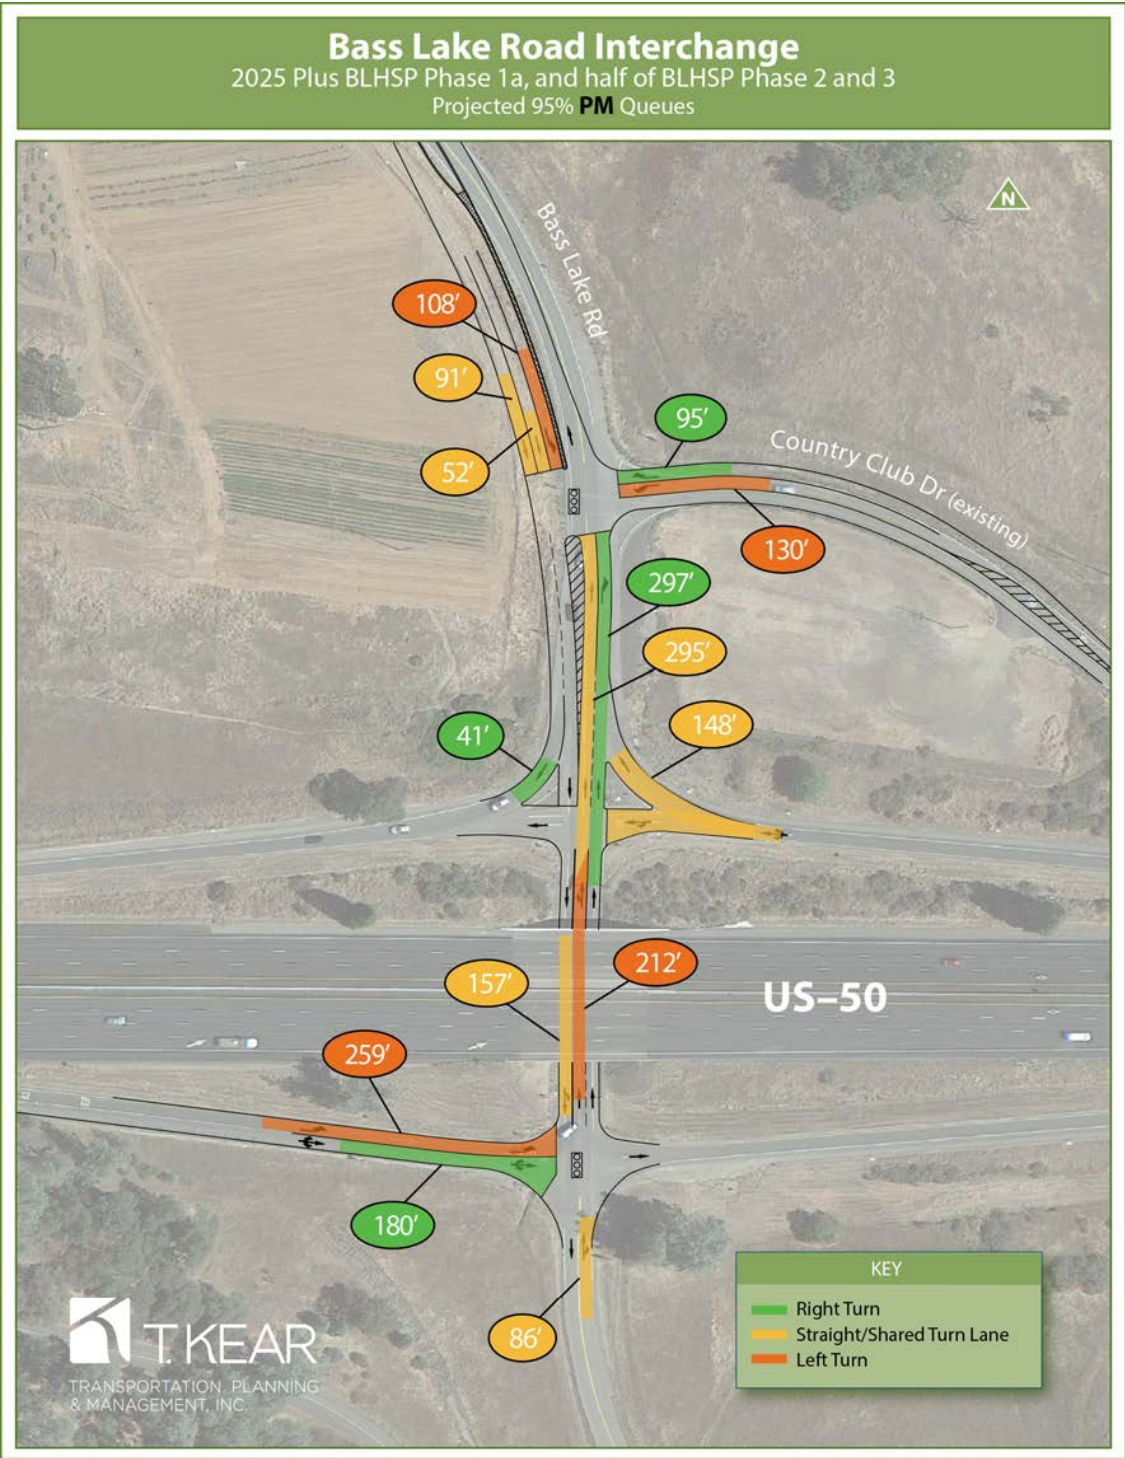 Bass Lake Road Interchange
2025 Plus BLHSP Phase 1a, and half of BLHSP Phase 2 and 3
Projected 95% PM Queues
N
Bass Lake Rd
108’
91’
52’
95’
Country Club Dr (existing)
130’
297’
295’
148’
41’
157’
212’
US–50
259’
180’
86’
KEY
Right Turn
Straight/Shared Turn Lane
Left Turn
T.KEAR
TRANSPORTATION PLANNING
& MANAGEMENT, INC.